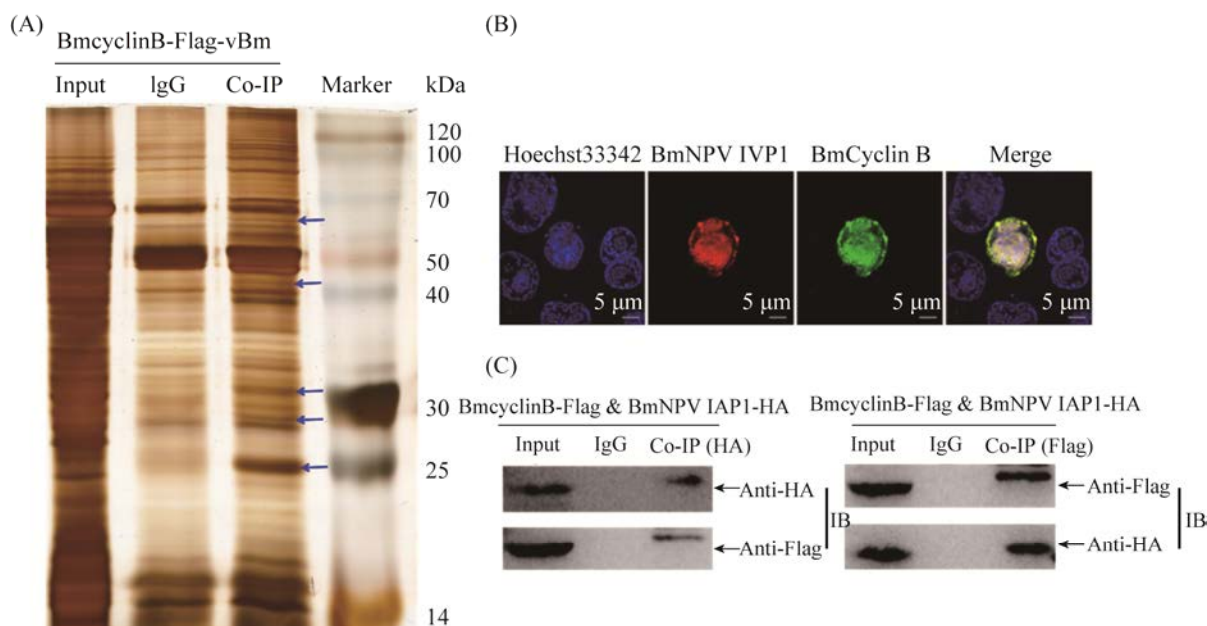 (A)
BmcyclinB-Flag-vBm
Input lgG Co-IP Marker kDa
120
100
70
50
40
30
25
14
(B)
Hoechst33342 BmNPV IVP1 BmCyclin B Merge
5 μm 5 μm 5 μm 5 μm
(C)
BmcyclinB-Flag & BmNPV IAP1-HA
Input IgG Co-IP (HA)
Anti-HA
Anti-Flag
IB
BmcyclinB-Flag & BmNPV IAP1-HA
Input IgG Co-IP (Flag)
Anti-Flag
Anti-HA
IB